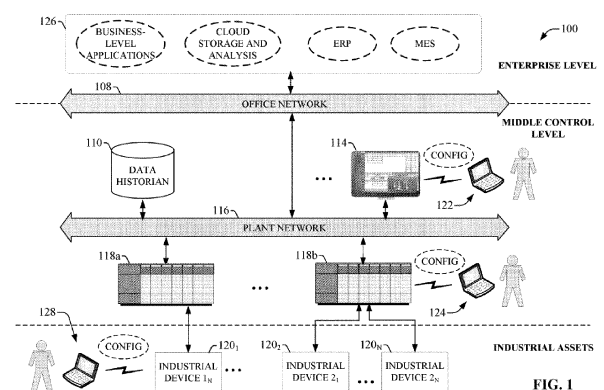 126
BUSINESS-
LEVEL
APPLICATIONS
CLOUD
STORAGE AND
ANALYSIS
ERP
MES
100
ENTERPRISE LEVEL
108
OFFICE NETWORK
MIDDLE CONTROL
LEVEL
110
DATA
HISTORIAN
...
114
CONFIG
122
116
PLANT NETWORK
118a
...
118b
CONFIG
124
128
CONFIG
INDUSTRIAL ASSETS
120₁
INDUSTRIAL
DEVICE 1N
...
120₂
INDUSTRIAL
DEVICE 2₁
...
120N
INDUSTRIAL
DEVICE 2N
FIG. 1